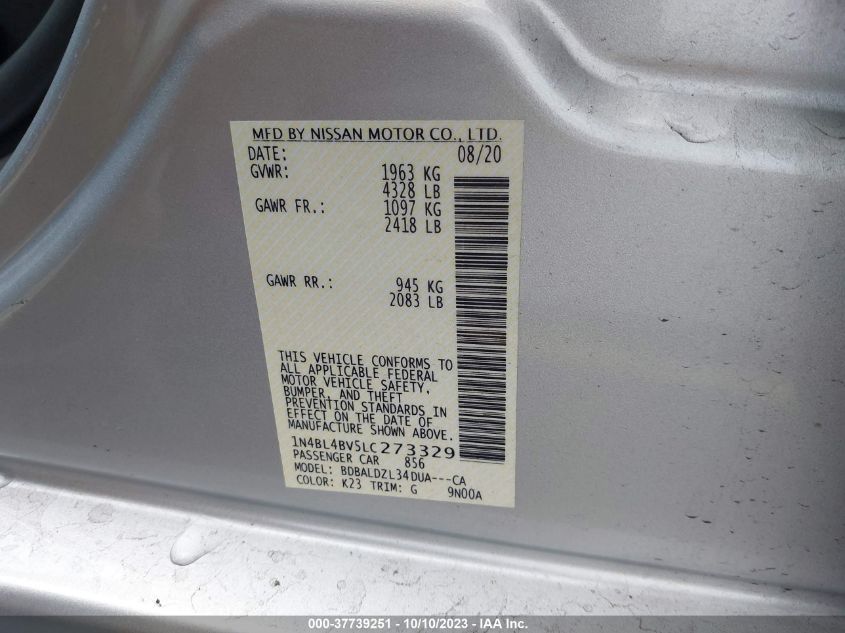 MFD BY NISSAN MOTOR CO., LTD.
DATE: 08/20
GVWR: 1963 KG
4328 LB
GAWR FR.: 1097 KG
2418 LB
GAWR RR.: 945 KG
2083 LB
THIS VEHICLE CONFORMS TO
ALL APPLICABLE FEDERAL
MOTOR VEHICLE SAFETY,
BUMPER, AND THEFT
PREVENTION STANDARDS IN
EFFECT ON THE DATE OF
MANUFACTURE SHOWN ABOVE.
1N4BL4BV5LC273329
PASSENGER CAR 856
MODEL: BDBALDZL34DUA---CA
COLOR: K23 TRIM: G 9N00A
000-37739251 - 10/10/2023 - IAA Inc.